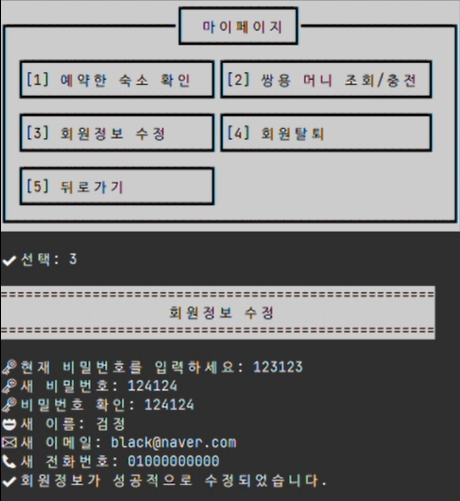 마이페이지
[1] 예약한 숙소 확인 [2] 쌍용 머니 조회/충전
[3] 회원정보 수정 [4] 회원탈퇴
[5] 뒤로가기
✔선택: 3
==================================================
회원정보 수정
==================================================
🔑현재 비밀번호를 입력하세요: 123123
🔑새 비밀번호: 124124
🔑비밀번호 확인: 124124
새 이름: 검정
✉새 이메일: black@naver.com
📞새 전화번호: 01000000000
✔회원정보가 성공적으로 수정되었습니다.